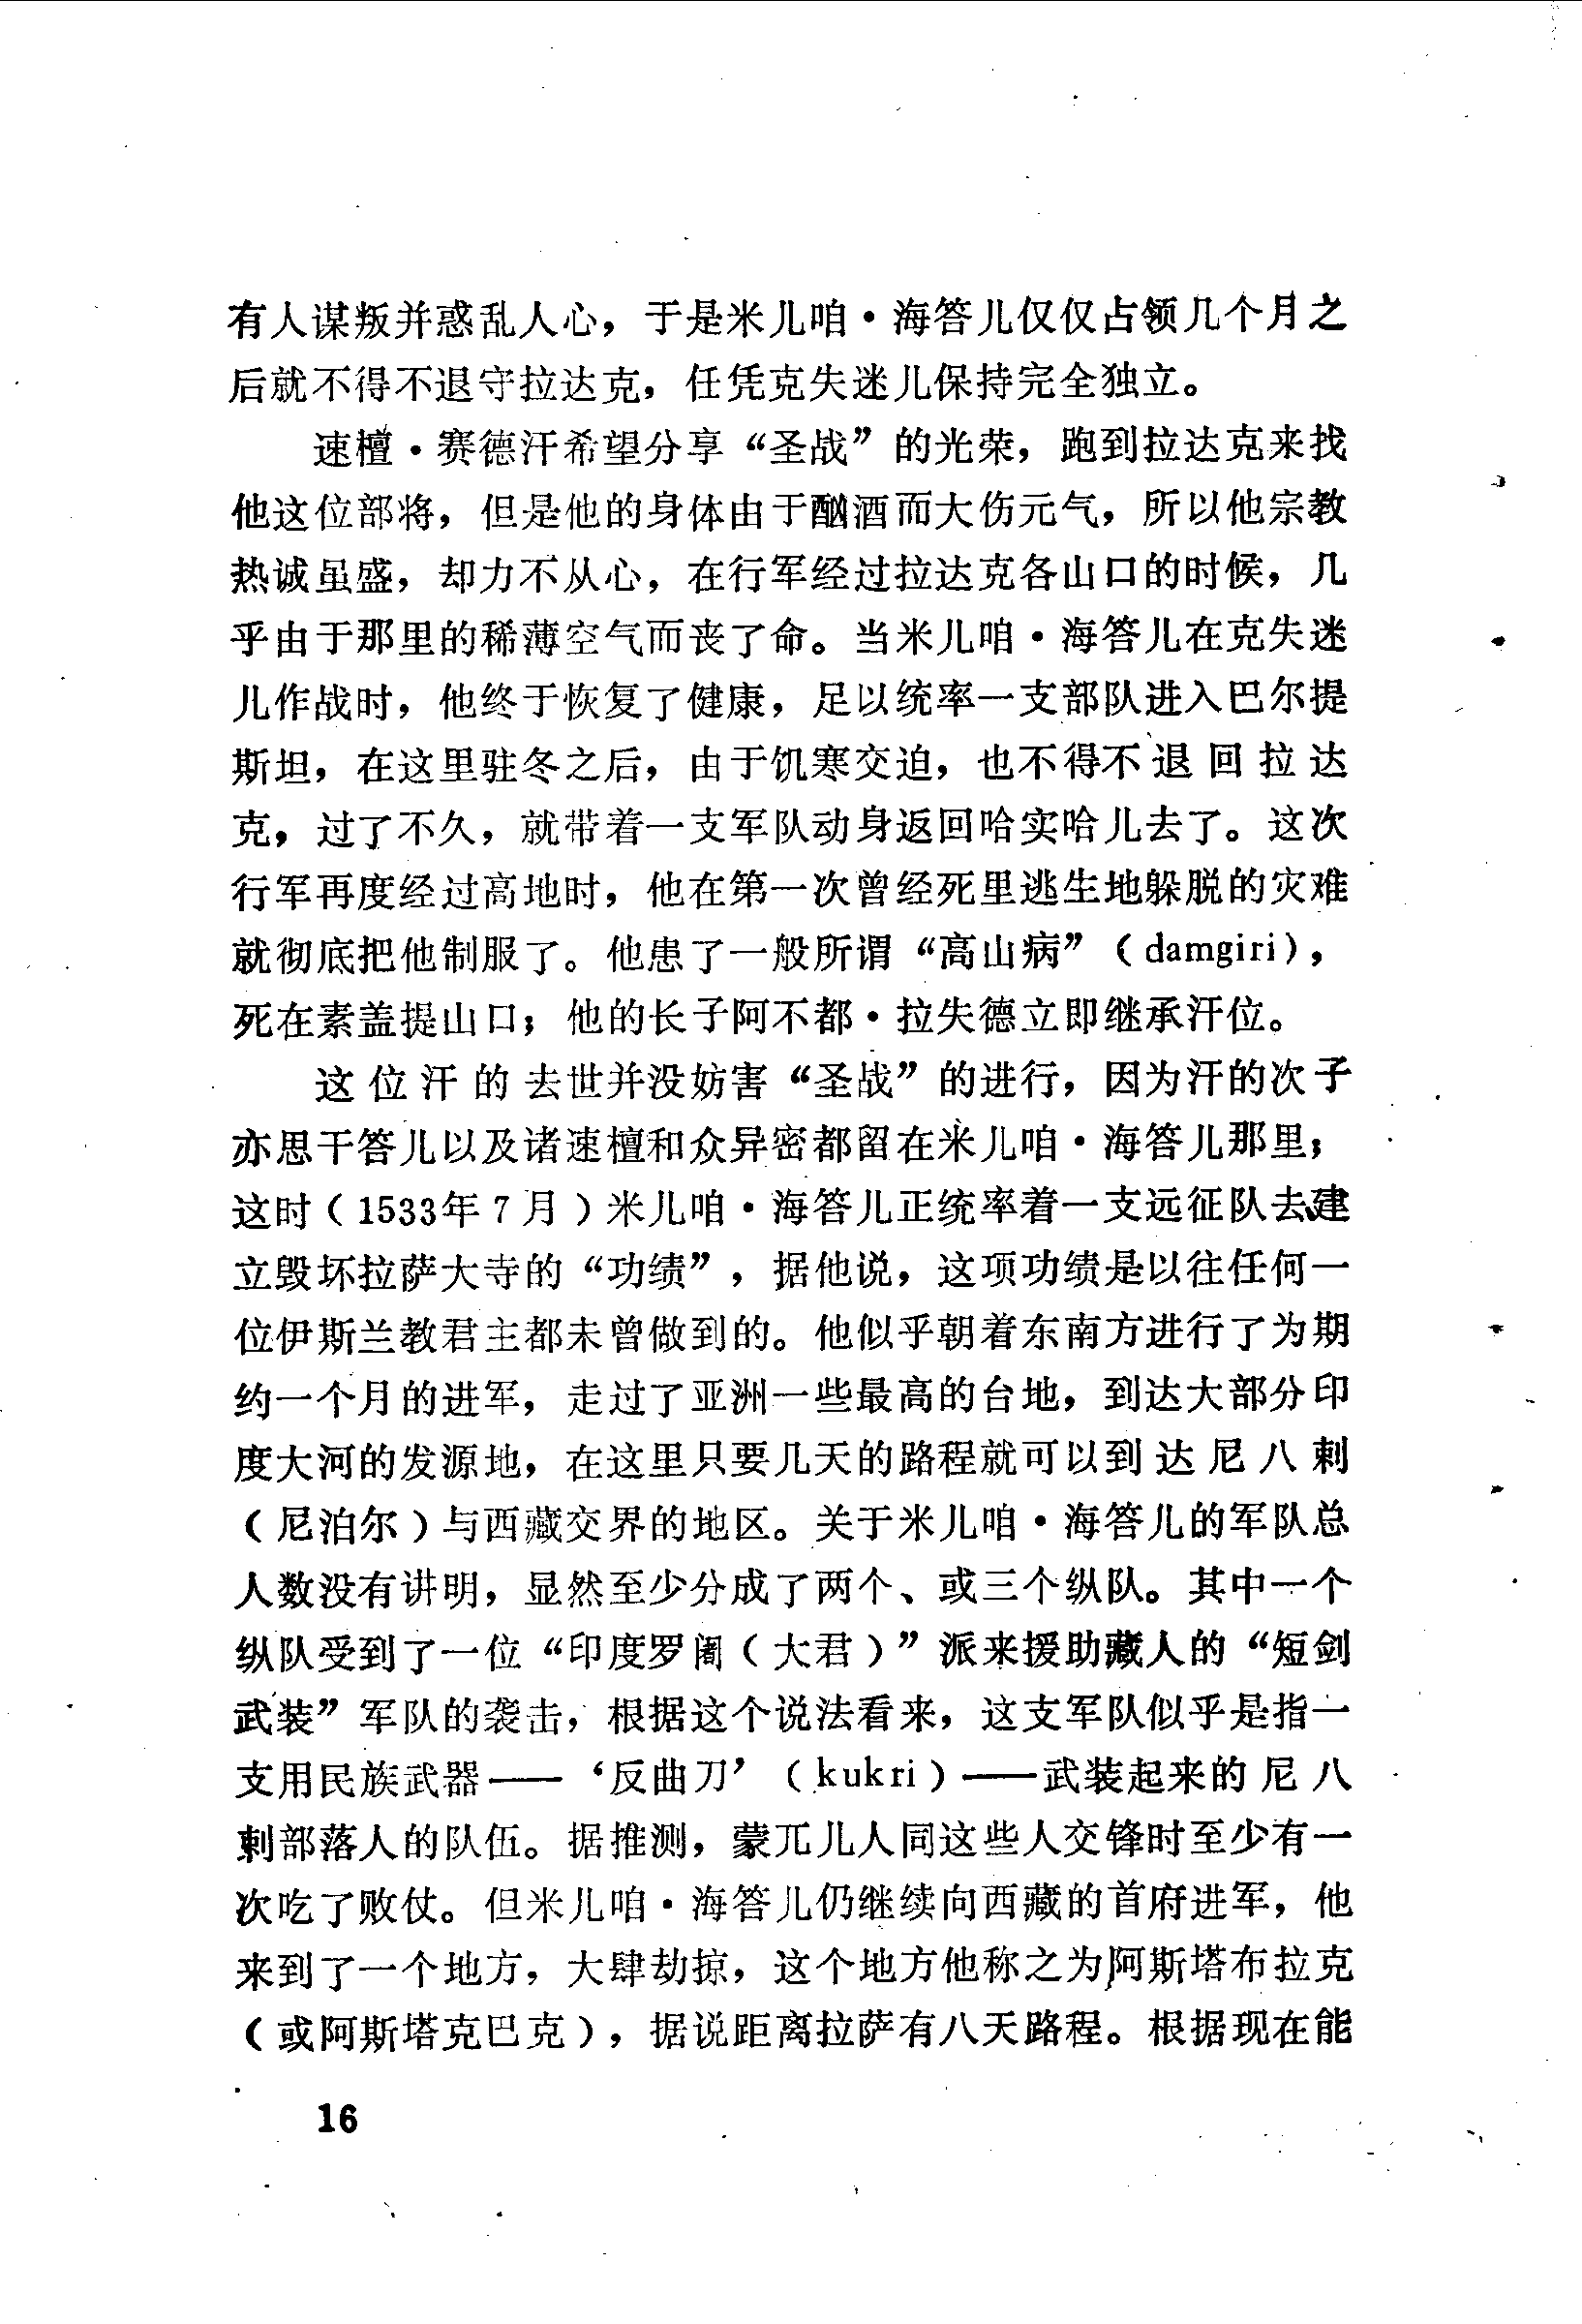 有人谋叛并惑乱人心，于是米儿咱·海答儿仅仅占领几个月之
后就不得不退守拉达克，任凭克失迷儿保持完全独立。
速檀·赛德汗希望分享“圣战”的光荣，跑到拉达克来找
他这位部将，但是他的身体由于酗酒而大伤元气，所以他宗教
热诚虽盛，却力不从心，在行军经过拉达克各山口的时候，几
乎由于那里的稀薄空气而丧了命。当米儿咱·海答儿在克失迷
儿作战时，他终于恢复了健康，足以统率一支部队进入巴尔提
斯坦，在这里驻冬之后，由于饥寒交迫，也不得不退回拉达
克，过了不久，就带着一支军队动身返回哈实哈儿去了。这次
行军再度经过高地时，他在第一次曾经死里逃生地躲脱的灾难
就彻底把他制服了。他患了一般所谓“高山病”（damgiri），
死在素盖提山口；他的长子阿不都·拉失德立即继承汗位。
这位汗的去世并没妨害“圣战”的进行，因为汗的次子
亦思干答儿以及诸速檀和众异密都留在米儿咱·海答儿那里；
这时（1533年7月）米儿咱·海答儿正统率着一支远征队去建
立毁坏拉萨大寺的“功绩”，据他说，这项功绩是以往任何一
位伊斯兰教君主都未曾做到的。他似乎朝着东南方进行了为期
约一个月的进军，走过了亚洲一些最高的台地，到达大部分印
度大河的发源地，在这里只要几天的路程就可以到达尼八剌
（尼泊尔）与西藏交界的地区。关于米儿咱·海答儿的军队总
人数没有讲明，显然至少分成了两个、或三个纵队。其中一个
纵队受到了一位“印度罗阇（大君）”派来援助藏人的“短剑
武装”军队的袭击，根据这个说法看来，这支军队似乎是指一
支用民族武器——‘反曲刀’（kukri）——武装起来的尼八
剌部落人的队伍。据推测，蒙兀儿人同这些人交锋时至少有一
次吃了败仗。但米儿咱·海答儿仍继续向西藏的首府进军，他
来到了一个地方，大肆劫掠，这个地方他称之为阿斯塔布拉克
（或阿斯塔克巴克），据说距离拉萨有八天路程。根据现在能
16